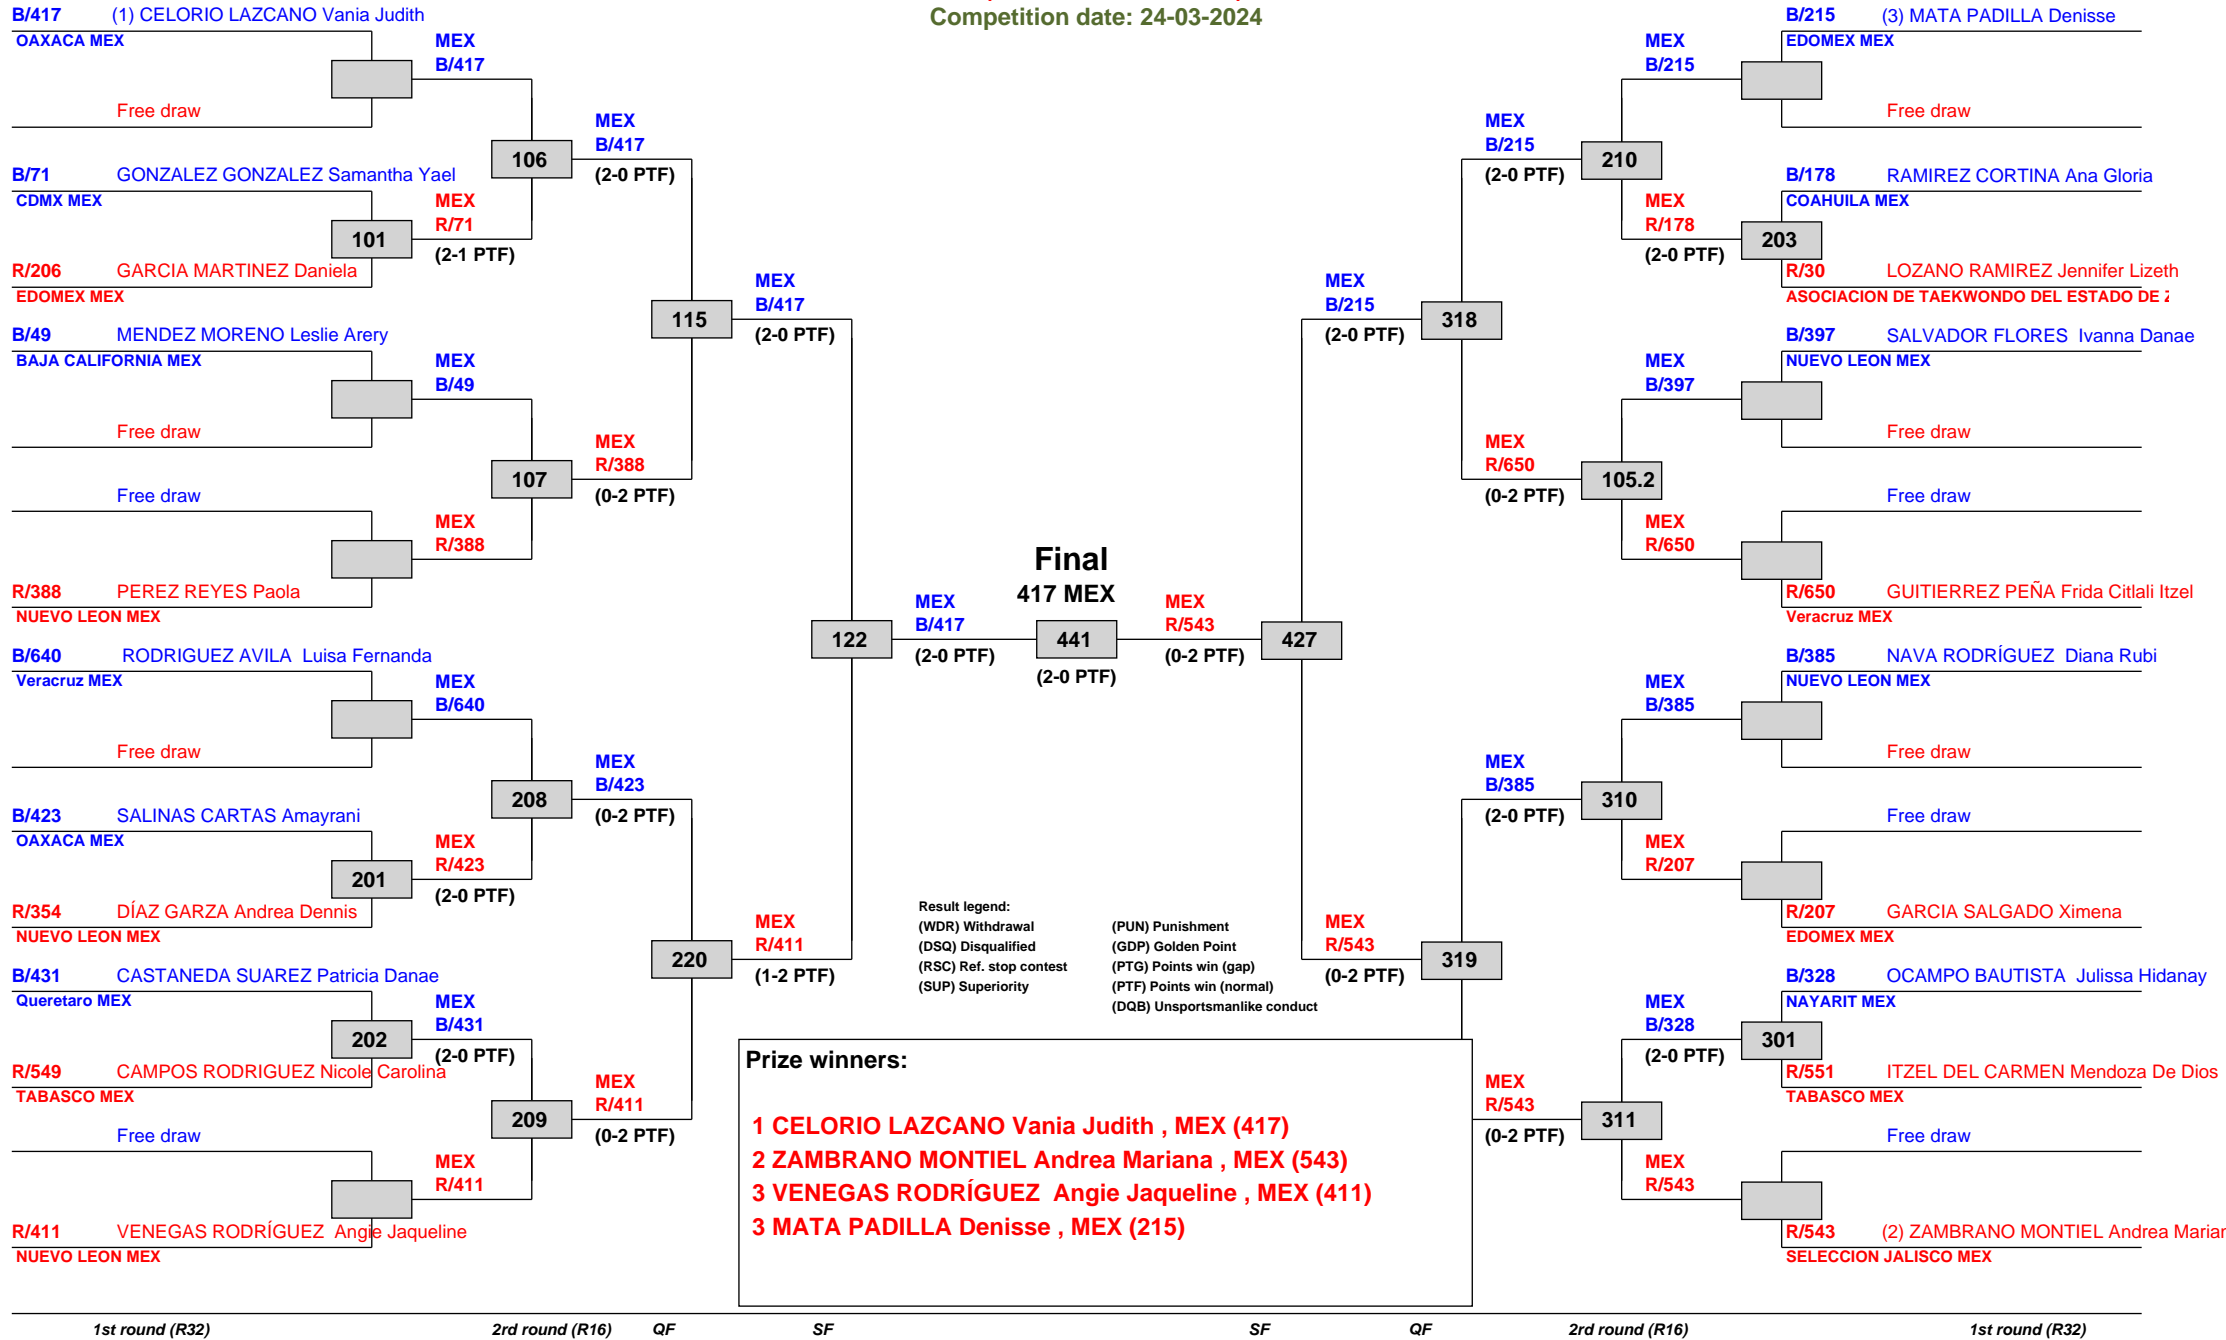 Competition date: 24-03-2024
B/417 (1) CELORIO LAZCANO Vania Judith
OAXACA MEX
MEX
B/417
Free draw
106
MEX
B/417
(2-0 PTF)
B/71 GONZALEZ GONZALEZ Samantha Yael
CDMX MEX
MEX
R/71
101
(2-1 PTF)
R/206 GARCIA MARTINEZ Daniela
EDOMEX MEX
115
MEX
B/417
(2-0 PTF)
B/49 MENDEZ MORENO Leslie Arery
BAJA CALIFORNIA MEX
MEX
B/49
Free draw
107
MEX
R/388
(0-2 PTF)
Free draw
MEX
R/388
R/388 PEREZ REYES Paola
NUEVO LEON MEX
122
MEX
B/417
(2-0 PTF)
B/640 RODRIGUEZ AVILA Luisa Fernanda
Veracruz MEX
MEX
B/640
Free draw
208
MEX
B/423
(0-2 PTF)
B/423 SALINAS CARTAS Amayrani
OAXACA MEX
MEX
R/423
201
(2-0 PTF)
R/354 DÍAZ GARZA Andrea Dennis
NUEVO LEON MEX
220
MEX
R/411
(1-2 PTF)
B/431 CASTANEDA SUAREZ Patricia Danae
Queretaro MEX
MEX
B/431
202
(2-0 PTF)
R/549 CAMPOS RODRIGUEZ Nicole Carolina
TABASCO MEX
209
MEX
R/411
(0-2 PTF)
Free draw
MEX
R/411
R/411 VENEGAS RODRÍGUEZ Angie Jaqueline
NUEVO LEON MEX
Final
417 MEX
441
(2-0 PTF)
MEX
R/543
(0-2 PTF)
427
B/215 (3) MATA PADILLA Denisse
EDOMEX MEX
MEX
B/215
Free draw
MEX
B/215
(2-0 PTF)
210
B/178 RAMIREZ CORTINA Ana Gloria
COAHUILA MEX
MEX
R/178
(2-0 PTF)
203
R/30 LOZANO RAMIREZ Jennifer Lizeth
ASOCIACION DE TAEKWONDO DEL ESTADO DE
MEX
B/215
(2-0 PTF)
318
B/397 SALVADOR FLORES Ivanna Danae
NUEVO LEON MEX
MEX
B/397
Free draw
MEX
R/650
(0-2 PTF)
105.2
Free draw
MEX
R/650
R/650 GUITIERREZ PEÑA Frida Citlali Itzel
Veracruz MEX
B/385 NAVA RODRÍGUEZ Diana Rubi
NUEVO LEON MEX
MEX
B/385
Free draw
MEX
B/385
(2-0 PTF)
310
Free draw
MEX
R/207
R/207 GARCIA SALGADO Ximena
EDOMEX MEX
MEX
R/543
(0-2 PTF)
319
B/328 OCAMPO BAUTISTA Julissa Hidanay
NAYARIT MEX
MEX
B/328
(2-0 PTF)
301
R/551 ITZEL DEL CARMEN Mendoza De Dios
TABASCO MEX
MEX
R/543
(0-2 PTF)
311
Free draw
MEX
R/543
R/543 (2) ZAMBRANO MONTIEL Andrea Mariar
SELECCION JALISCO MEX
Result legend:
(WDR) Withdrawal
(DSQ) Disqualified
(RSC) Ref. stop contest
(SUP) Superiority
(PUN) Punishment
(GDP) Golden Point
(PTG) Points win (gap)
(PTF) Points win (normal)
(DQB) Unsportsmanlike conduct
Prize winners:
1 CELORIO LAZCANO Vania Judith , MEX (417)
2 ZAMBRANO MONTIEL Andrea Mariana , MEX (543)
3 VENEGAS RODRÍGUEZ Angie Jaqueline , MEX (411)
3 MATA PADILLA Denisse , MEX (215)
1st round (R32) 2rd round (R16) QF SF SF QF 2rd round (R16) 1st round (R32)